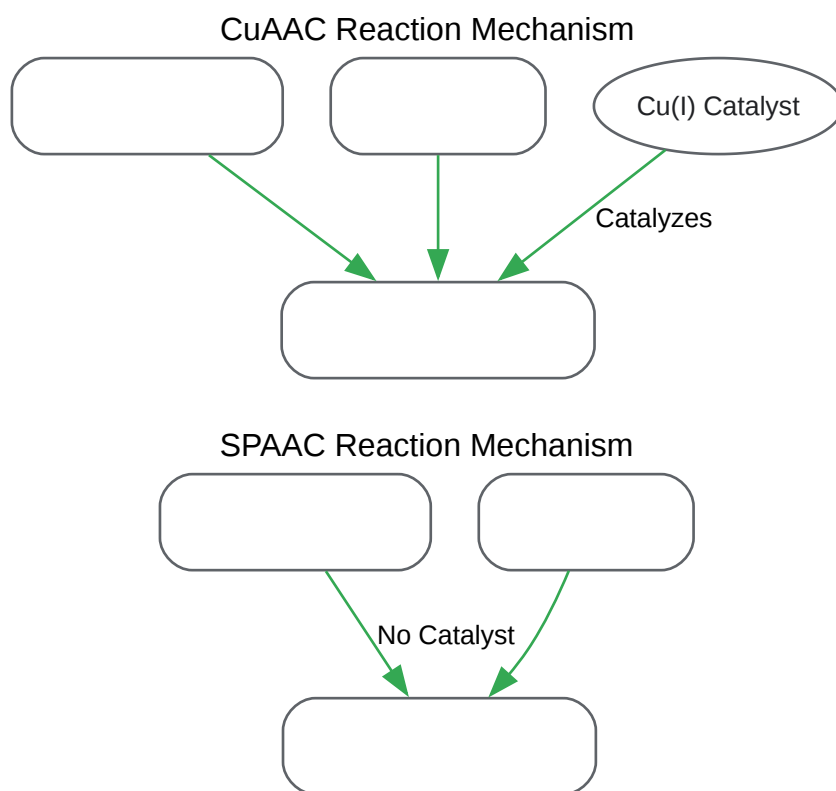 CuAAC Reaction Mechanism
Cu(I) Catalyst
Catalyzes
SPAAC Reaction Mechanism
No Catalyst